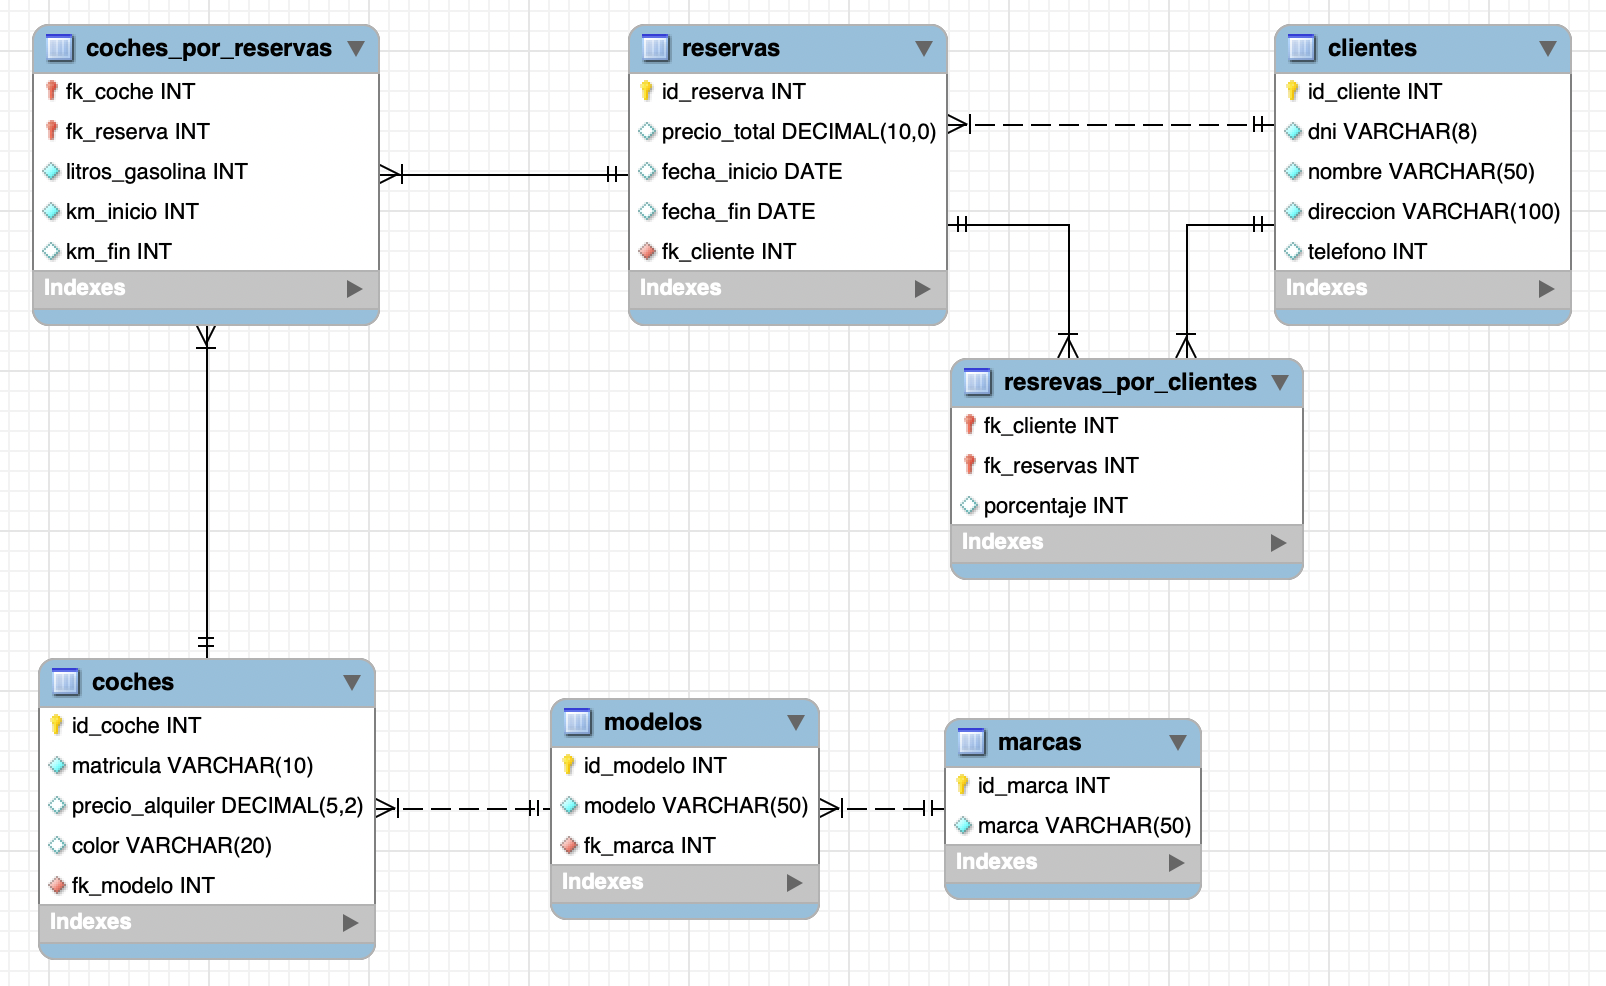 coches_por_reservas
fk_coche INT
fk_reserva INT
litros_gasolina INT
km_inicio INT
km_fin INT
Indexes
reservas
id_reserva INT
precio_total DECIMAL(10,0)
fecha_inicio DATE
fecha_fin DATE
fk_cliente INT
Indexes
clientes
id_cliente INT
dni VARCHAR(8)
nombre VARCHAR(50)
direccion VARCHAR(100)
telefono INT
Indexes
resrevas_por_clientes
fk_cliente INT
fk_reservas INT
porcentaje INT
Indexes
coches
id_coche INT
matricula VARCHAR(10)
precio_alquiler DECIMAL(5,2)
color VARCHAR(20)
fk_modelo INT
Indexes
modelos
id_modelo INT
modelo VARCHAR(50)
fk_marca INT
Indexes
marcas
id_marca INT
marca VARCHAR(50)
Indexes